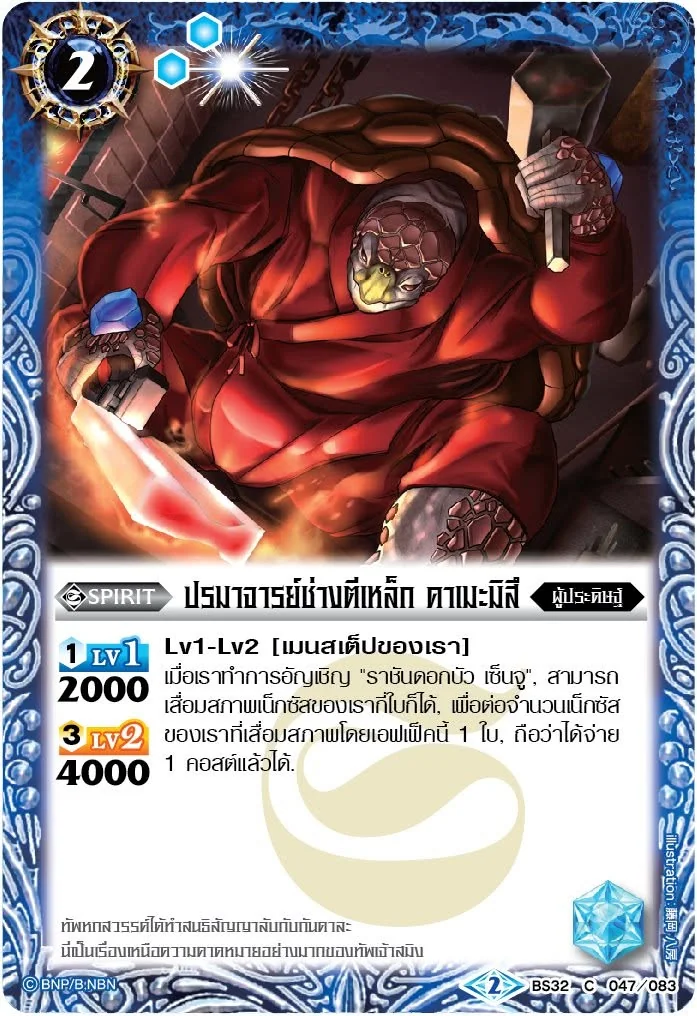 2
SPIRIT ปรมาจารย์ช่างตีเหล็ก คาเมะมิสึ ผู้ประดิษฐ์
1 LV1
2000
3 LV2
4000
Lv1-Lv2 [เมนสเต็ปของเรา]
เมื่อเราทำการอัญเชิญ "ราชันดอกบัว เซ็นจู", สามารถ
เสื่อมสภาพเน็กซัสของเรากี่ใบก็ได้, เพื่อต่อจำนวนเน็กซัส
ของเราที่เสื่อมสภาพโดยเอฟเฟ็คนี้ 1 ใบ, ถือว่าได้จ่าย
1 คอสต์แล้วได้.
ทัพหกสวรรค์ได้ทำสนธิสัญญาลับกับกันดาละ
นี่เป็นเรื่องเหนือความคาดหมายอย่างมากของทัพเจ้าสมิง
illustration : 藤岡 八房
©BNP/B,NBN
2
BS32 C 047/083